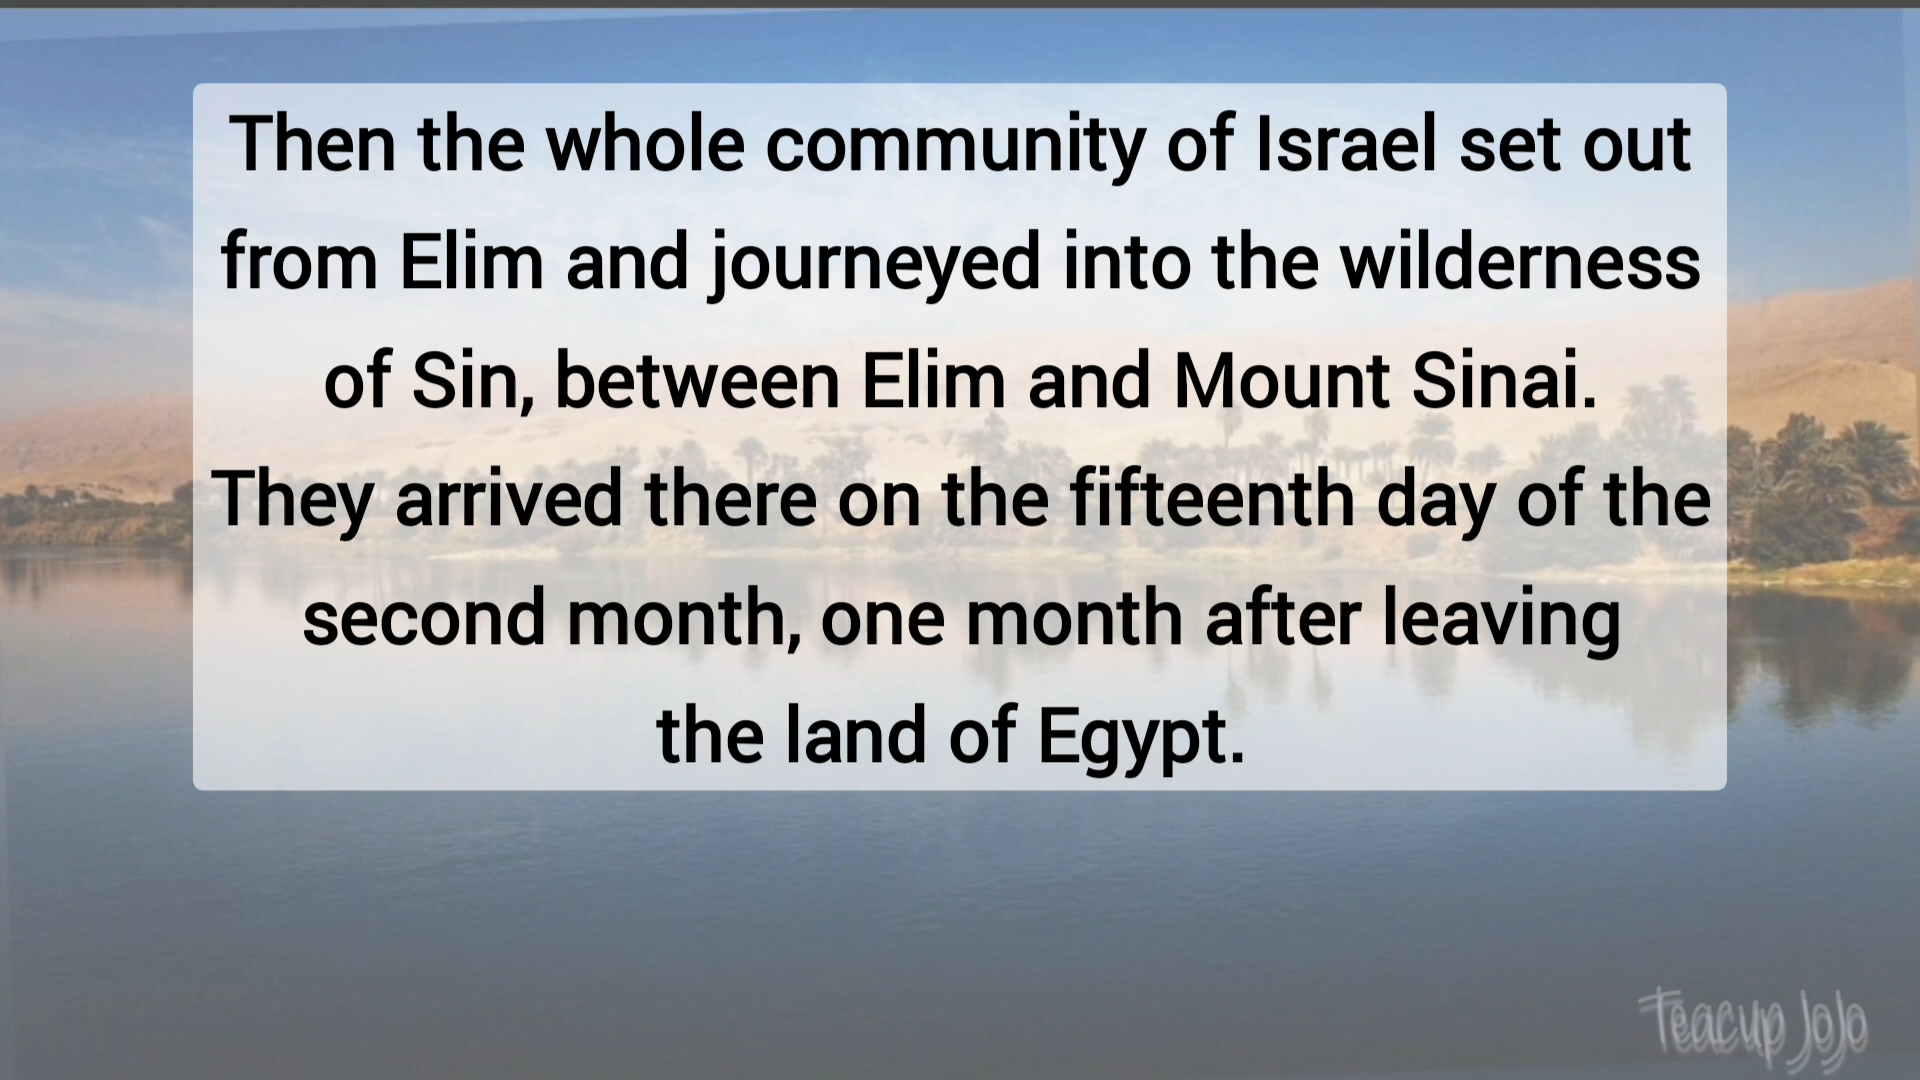 Then the whole community of Israel set out
from Elim and journeyed into the wilderness
of Sin, between Elim and Mount Sinai.
They arrived there on the fifteenth day of the
second month, one month after leaving
the land of Egypt.
Teacup JoJo